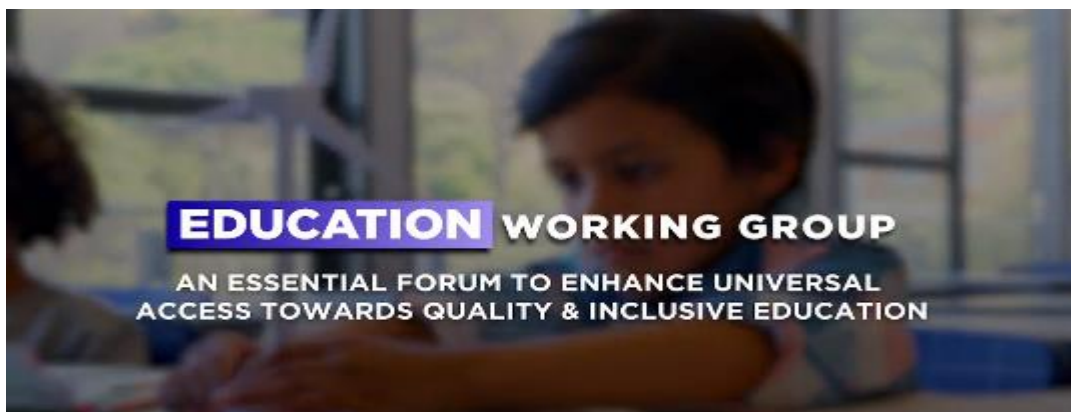 EDUCATION WORKING GROUP
AN ESSENTIAL FORUM TO ENHANCE UNIVERSAL
ACCESS TOWARDS QUALITY & INCLUSIVE EDUCATION